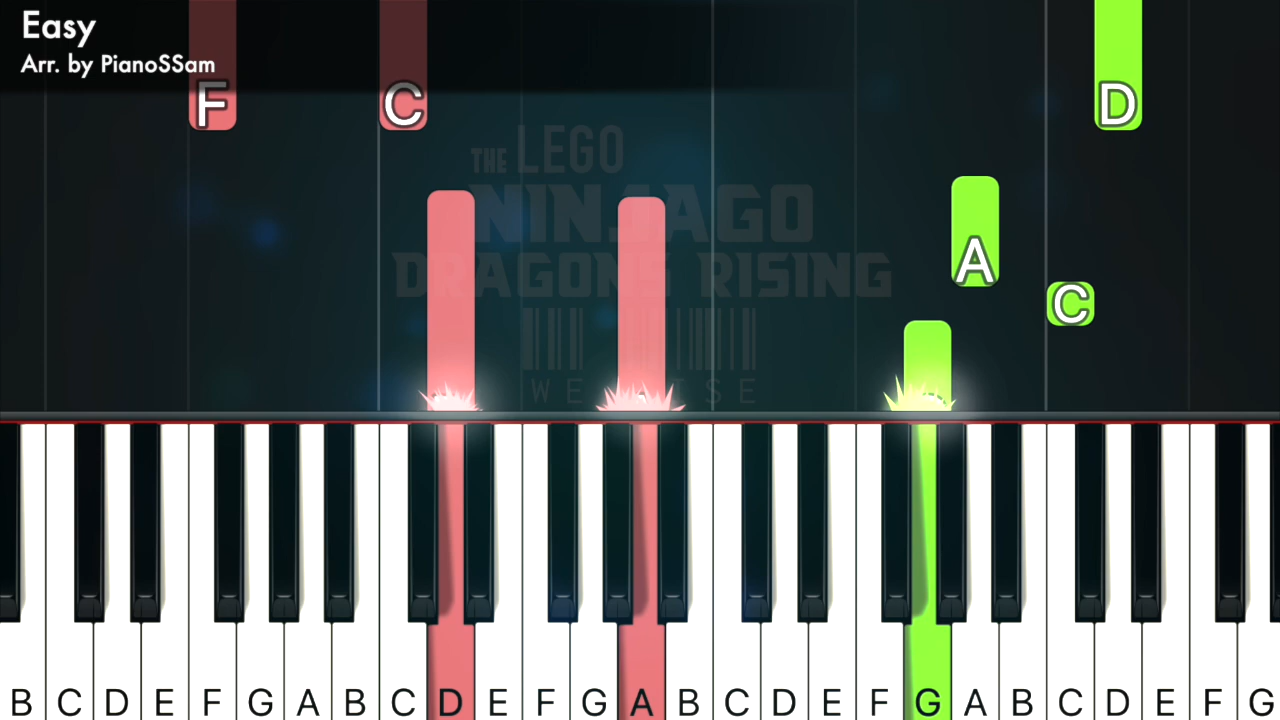 Easy
Arr. by PianoSSam
F
C
D
THE LEGO
NINJAGO
DRAGONS RISING
A
C
B C D E F G A B C D E F G A B C D E F G A B C D E F G